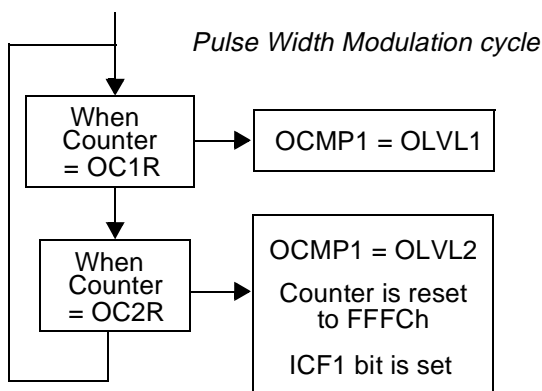 Pulse Width Modulation cycle
When
Counter
= OC1R
OCMP1 = OLVL1
When
Counter
= OC2R
OCMP1 = OLVL2
Counter is reset
to FFFCh
ICF1 bit is set